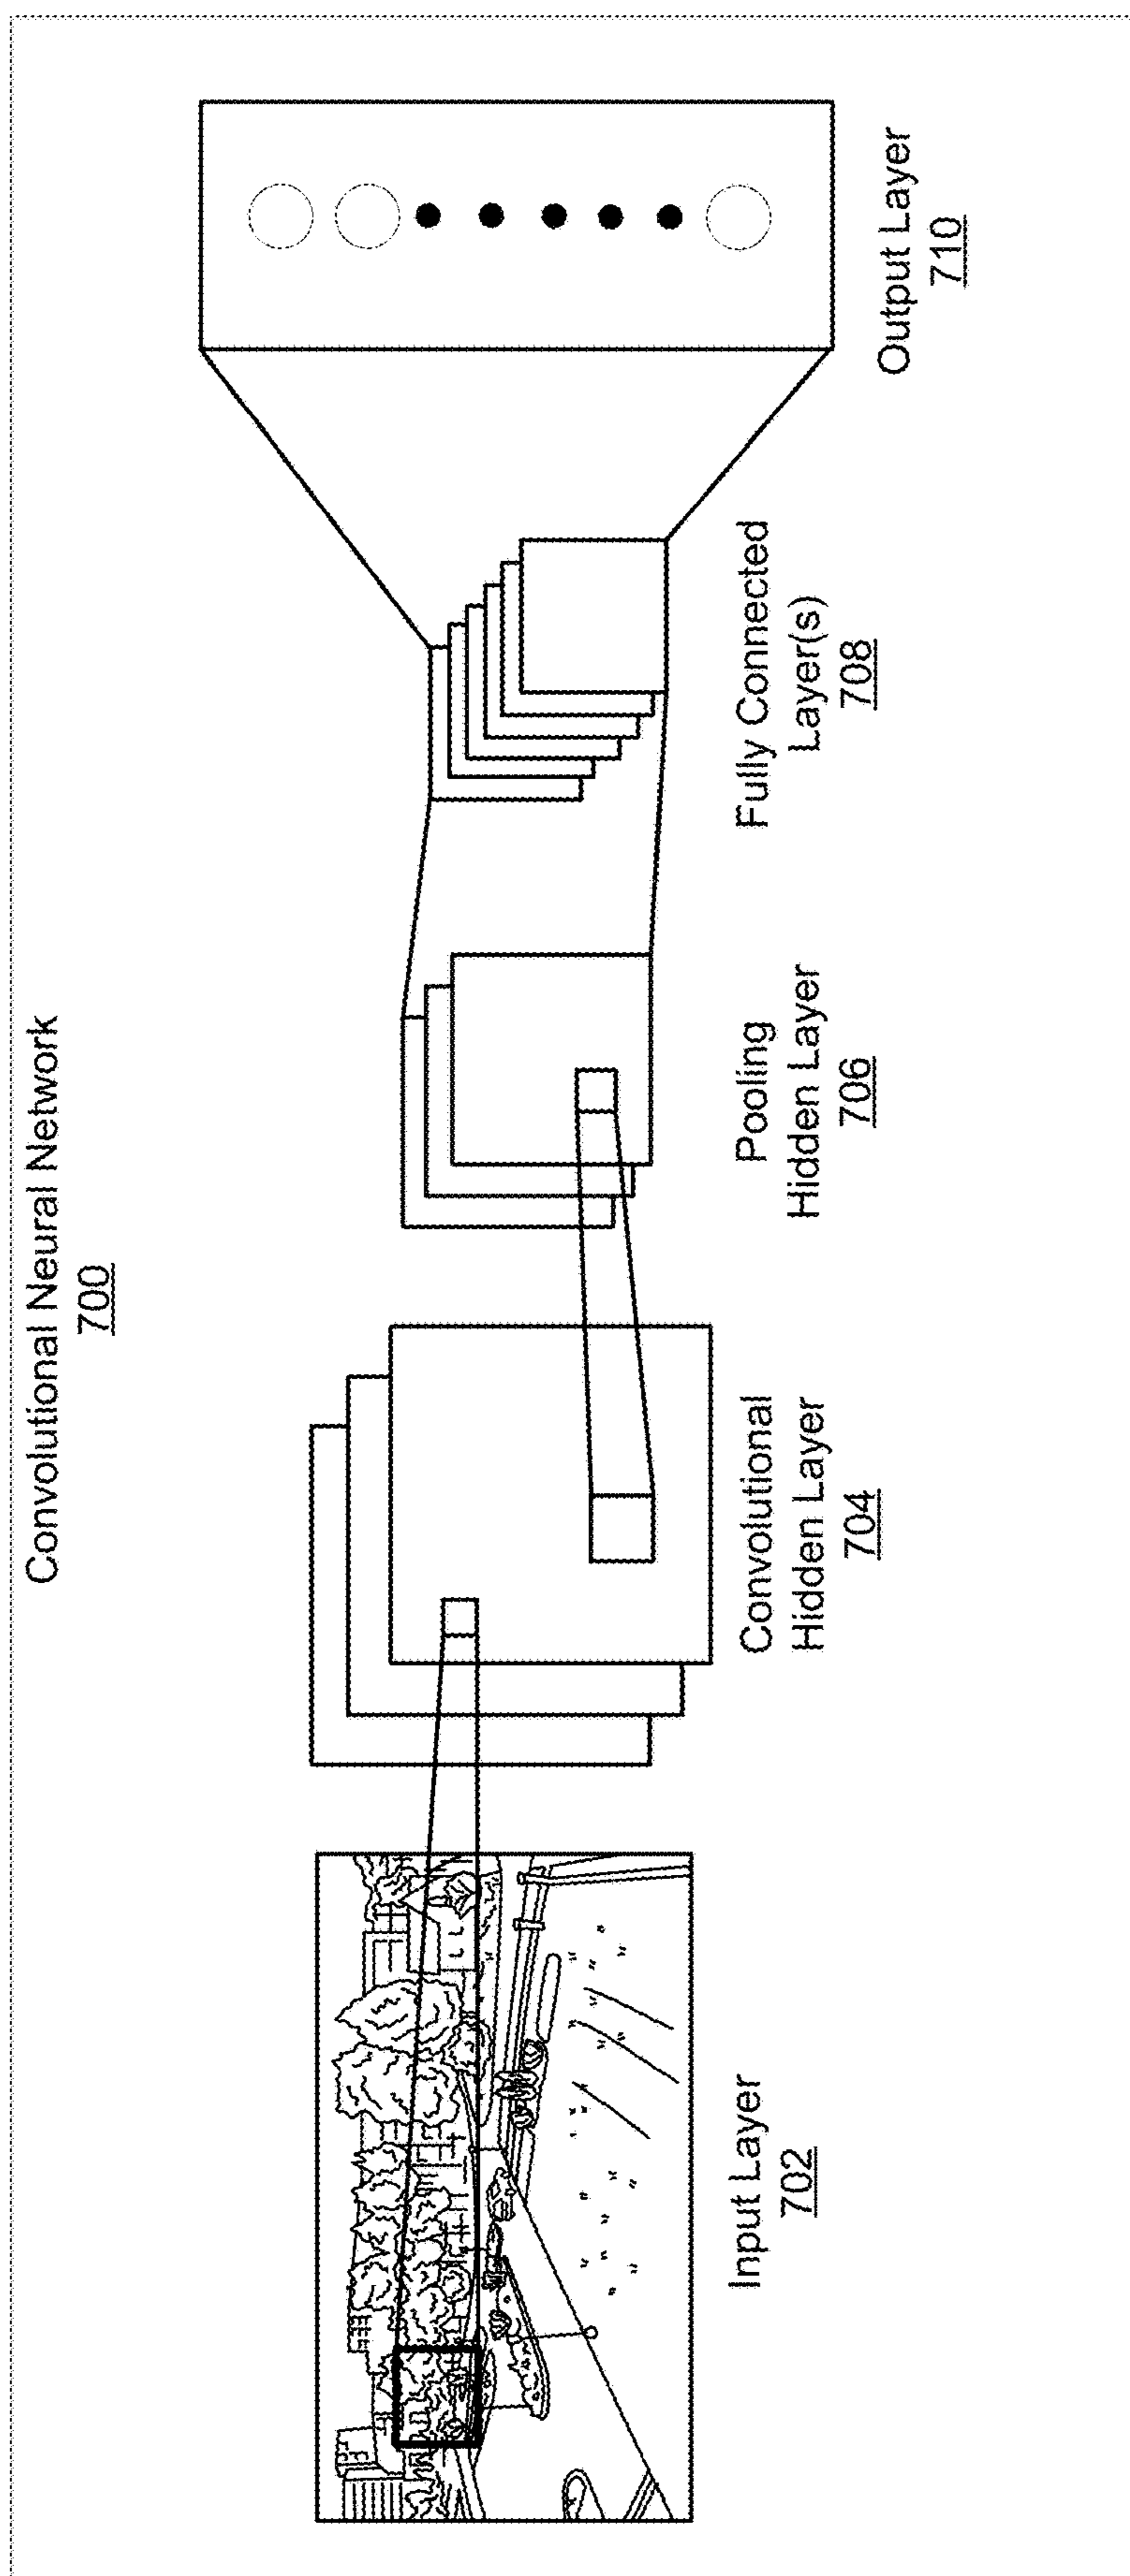 Convolutional Neural Network
700
Input Layer
702
Convolutional
Hidden Layer
704
Pooling
Hidden Layer
706
Fully Connected
Layer(s)
708
Output Layer
710